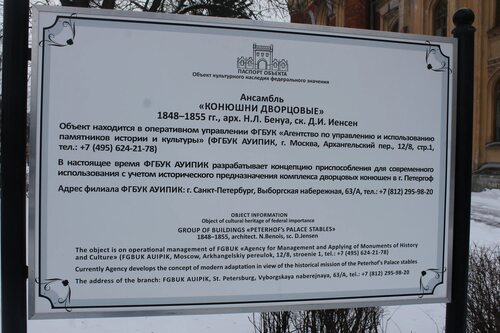 ПАСПОРТ ОБЪЕКТА
Объект культурного наследия федерального значения
Ансамбль
«КОНЮШНИ ДВОРЦОВЫЕ»
1848–1855 гг., арх. Н.Л. Бенуа, ск. Д.И. Иенсен
Объект находится в оперативном управлении ФГБУК «Агентство по управлению и использованию
памятников истории и культуры» (ФГБУК АУИПИК, г. Москва, Архангельский пер., 12/8, стр.1,
тел.: +7 (495) 624-21-78)
В настоящее время ФГБУК АУИПИК разрабатывает концепцию приспособления для современного
использования с учетом исторического предназначения комплекса дворцовых конюшен в г. Петергоф
Адрес филиала ФГБУК АУИПИК: г. Санкт-Петербург, Выборгская набережная, 63/А, тел.: +7 (812) 295-98-20
OBJECT INFORMATION
Object of cultural heritage of federal importance
GROUP OF BUILDINGS «PETERHOF'S PALACE STABLES»
1848–1855, architect. N.Benois, sc. D.Jensen
The object is on operational management of FGBUK «Agency for Management and Applying of Monuments of History
and Culture» (FGBUK AUIPIK, Moscow, Arkhangelskiy pereulok, 12/8, stroenie 1, tel.: +7 (495) 624-21-78)
Currently Agency develops the concept of modern adaptation in view of the historical mission of the Peterhof's Palace stables
The address of the branch: FGBUK AUIPIK, St. Petersburg, Vyborgskaya naberejnaya, 63/A, tel.: +7 (812) 295-98-20